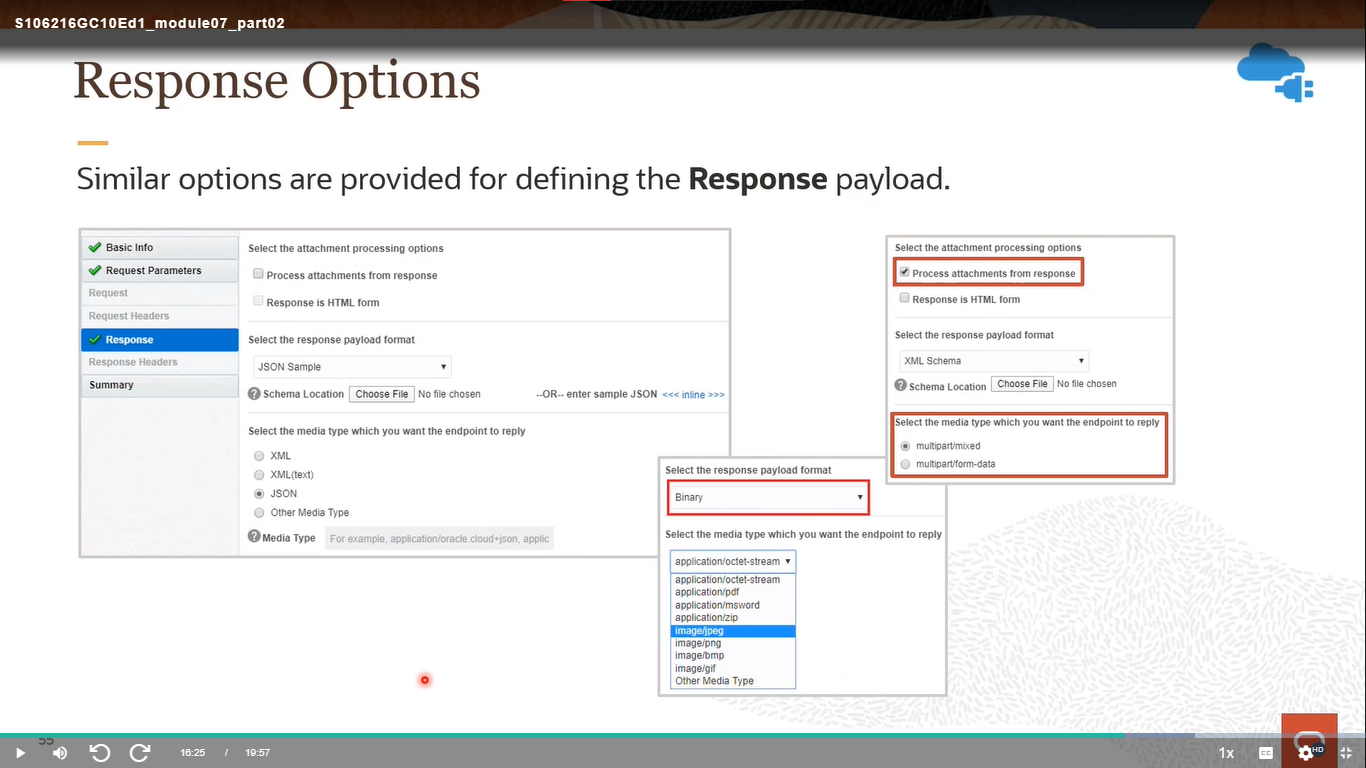 S106216GC10Ed1_module07_part02
Response Options
Similar options are provided for defining the Response payload.
Basic Info
Request Parameters
Request
Request Headers
Response
Response Headers
Summary
Select the attachment processing options
Process attachments from response
Response is HTML form
Select the response payload format
JSON Sample
? Schema Location Choose File No file chosen --OR-- enter sample JSON <<< inline >>>
Select the media type which you want the endpoint to reply
XML
XML(text)
JSON
Other Media Type
? Media Type For example, application/oracle.cloud+json, applic
Select the response payload format
Binary
Select the media type which you want the endpoint to reply
application/octet-stream
application/octet-stream
application/pdf
application/msword
application/zip
image/jpeg
image/png
image/bmp
image/gif
Other Media Type
Select the attachment processing options
Process attachments from response
Response is HTML form
Select the response payload format
XML Schema
? Schema Location Choose File No file chosen
Select the media type which you want the endpoint to reply
multipart/mixed
multipart/form-data
55
16:25 / 19:57
1x
CC
HD